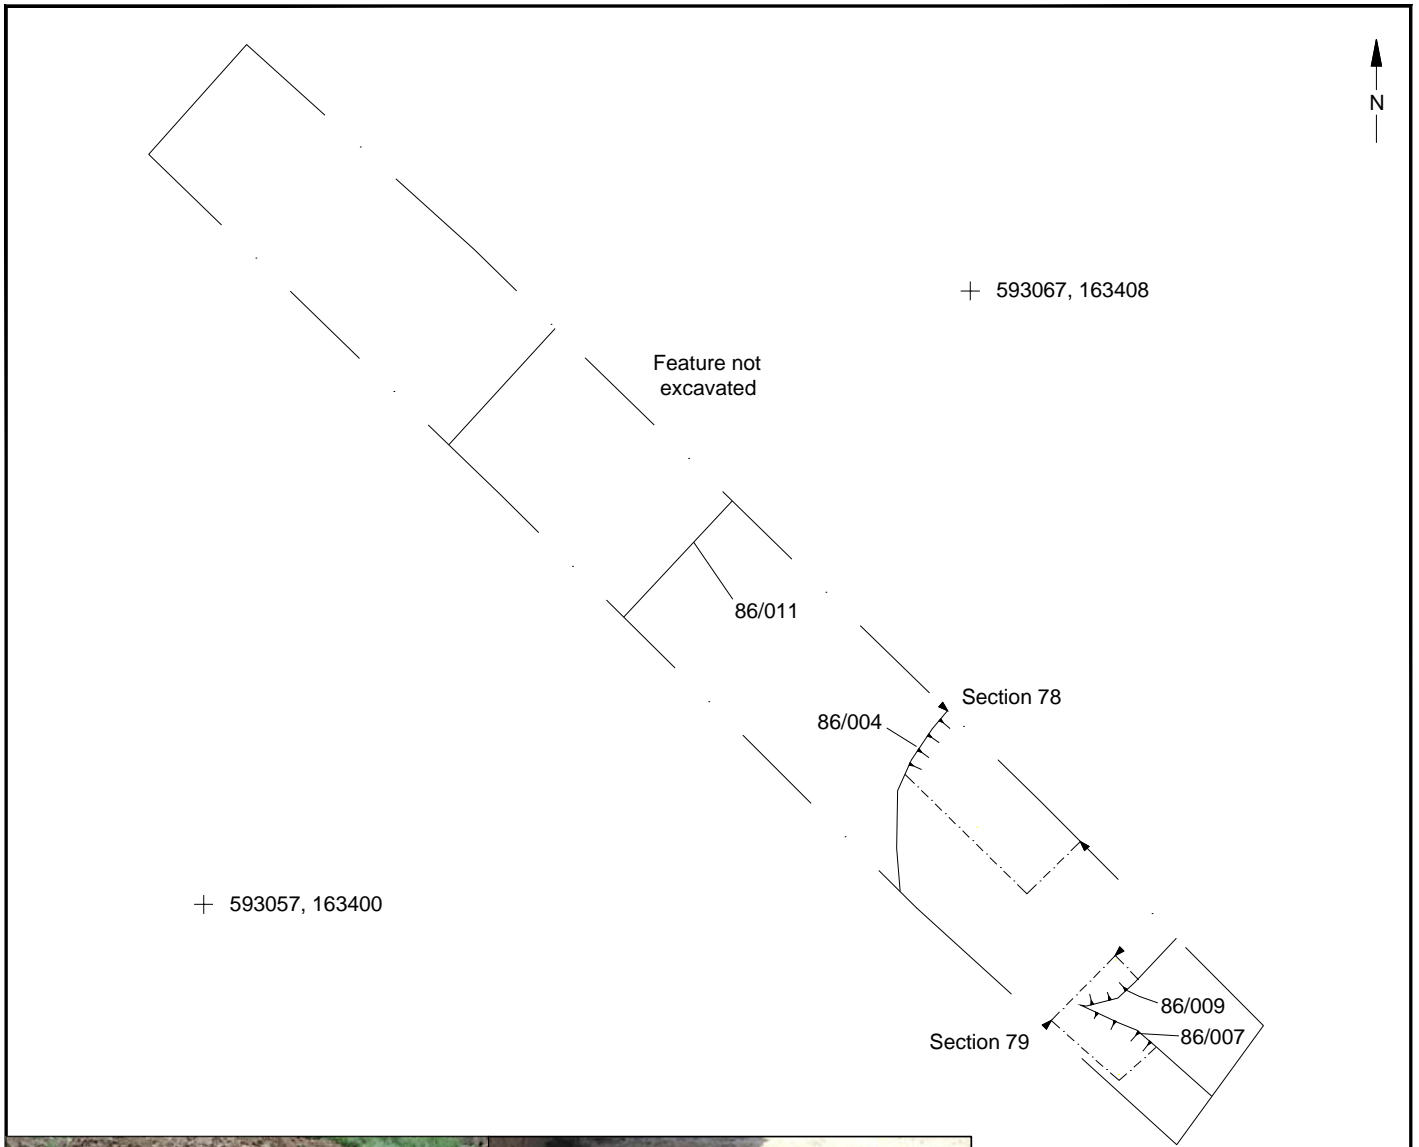 N
593067, 163408
Feature not
excavated
86/011
Section 78
86/004
593057, 163400
86/009
86/007
Section 79